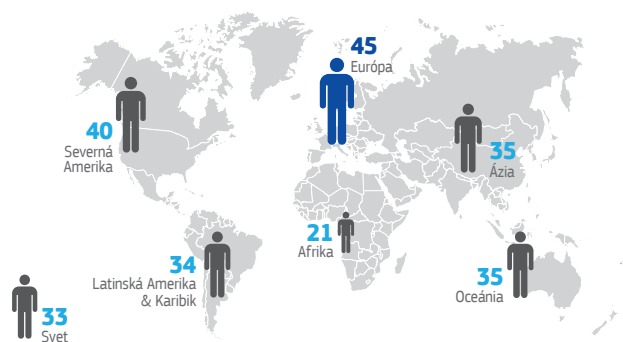 45
Európa
40
Severná
Amerika
35
Ázia
21
Afrika
34
Latinská Amerika
& Karibik
35
Oceánia
33
Svet